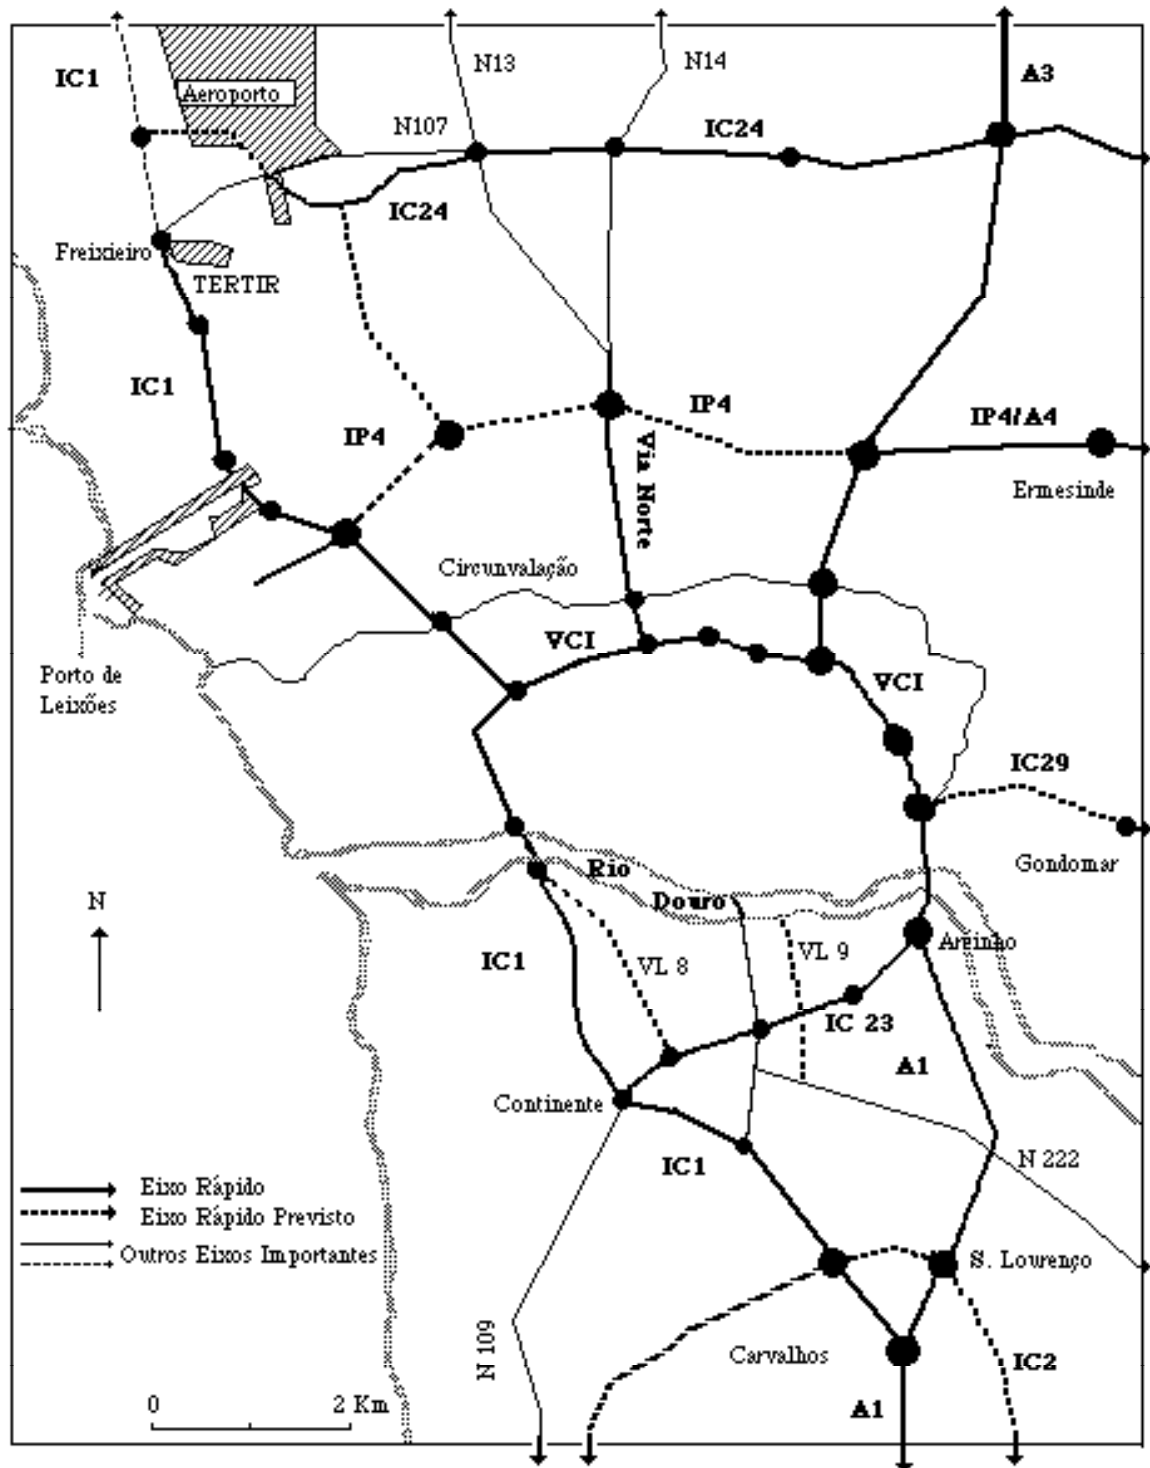 IC1
Aeroporto
N13
N14
A3
N107
IC24
IC24
Freixieiro
TERTIR
IC1
IP4
IP4
IP4/A4
Via Norte
Ermesinde
Circunvalação
VCI
Porto de
Leixões
VCI
IC29
Gondomar
Rio
Douro
N
IC1
VL 8
VL 9
Areinho
IC 23
A1
Continente
IC1
N 222
Eixo Rápido
Eixo Rápido Previsto
Outros Eixos Importantes
S. Lourenço
N 109
Carvalhos
IC2
0
2 Km
A1